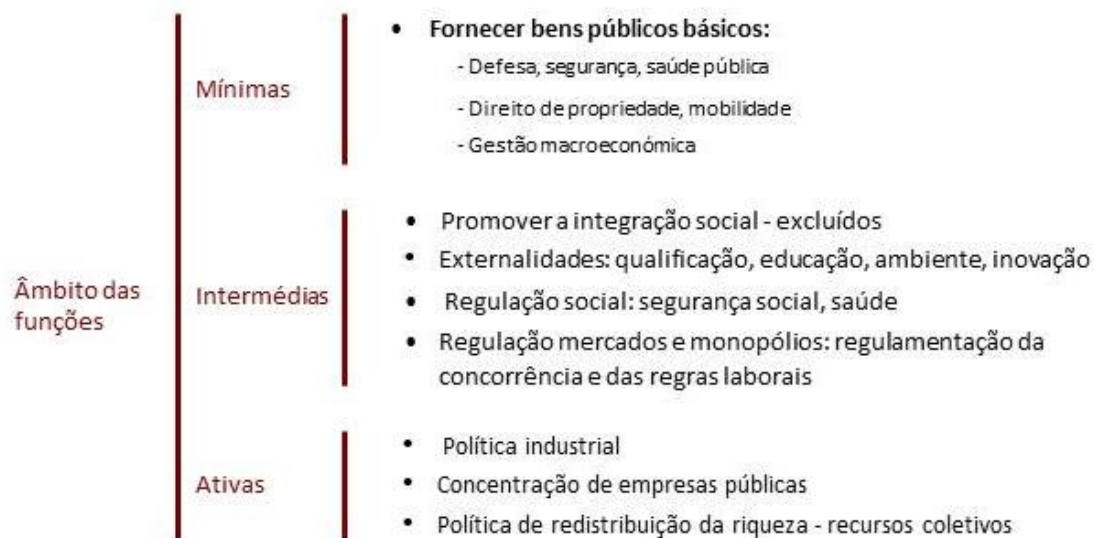 Âmbito das
funções
Mínimas
• Fornecer bens públicos básicos:
- Defesa, segurança, saúde pública
- Direito de propriedade, mobilidade
- Gestão macroeconómica
Intermédias
• Promover a integração social - excluídos
• Externalidades: qualificação, educação, ambiente, inovação
• Regulação social: segurança social, saúde
• Regulação mercados e monopólios: regulamentação da
concorrência e das regras laborais
Ativas
• Política industrial
• Concentração de empresas públicas
• Política de redistribuição da riqueza - recursos coletivos